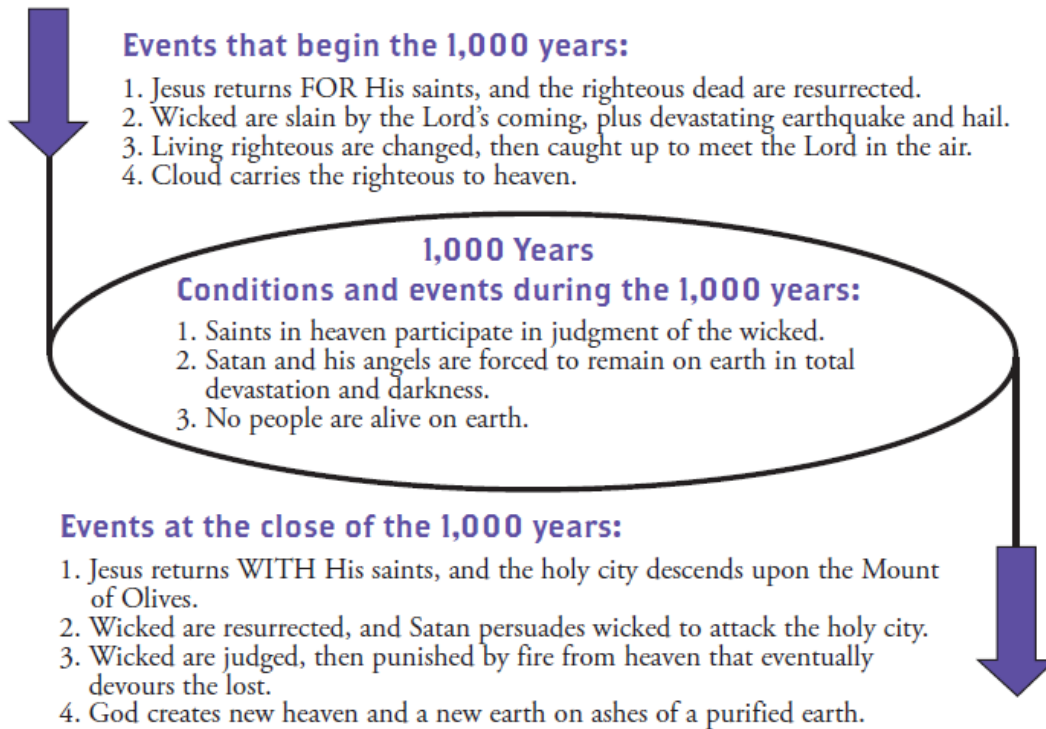 Events that begin the 1,000 years:
1. Jesus returns FOR His saints, and the righteous dead are resurrected.
2. Wicked are slain by the Lord's coming, plus devastating earthquake and hail.
3. Living righteous are changed, then caught up to meet the Lord in the air.
4. Cloud carries the righteous to heaven.
1,000 Years
Conditions and events during the 1,000 years:
1. Saints in heaven participate in judgment of the wicked.
2. Satan and his angels are forced to remain on earth in total
devastation and darkness.
3. No people are alive on earth.
Events at the close of the 1,000 years:
1. Jesus returns WITH His saints, and the holy city descends upon the Mount
of Olives.
2. Wicked are resurrected, and Satan persuades wicked to attack the holy city.
3. Wicked are judged, then punished by fire from heaven that eventually
devours the lost.
4. God creates new heaven and a new earth on ashes of a purified earth.